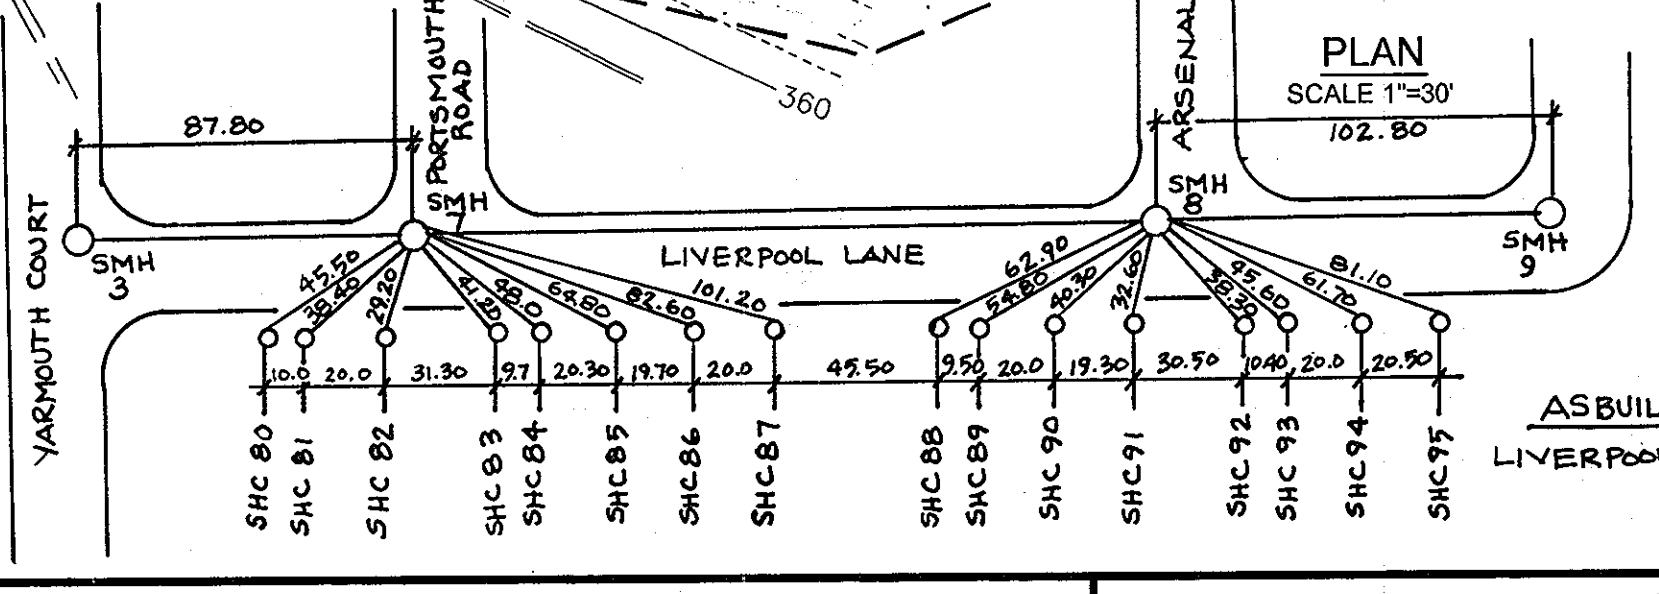 PORTSMOUTH
ROAD
ARSENAL
PLAN
SCALE 1"=30'
360
87.80
102.80
YARMOUTH COURT
SMH
3
SMH
7
SMH
8
SMH
9
LIVERPOOL LANE
45.50
38.40
29.20
41.20
48.0
64.80
82.60
101.20
62.90
54.80
40.30
32.60
38.30
45.60
61.70
81.10
10.0 20.0 31.30 9.7 20.30 19.70 20.0 45.50 9.50 20.0 19.30 30.50 10.40 20.0 20.50
SHC 80
SHC 81
SHC 82
SHC 83
SHC 84
SHC 85
SHC 86
SHC 87
SHC 88
SHC 89
SHC 90
SHC 91
SHC 92
SHC 93
SHC 94
SHC 95
ASBUIL
LIVERPOOL